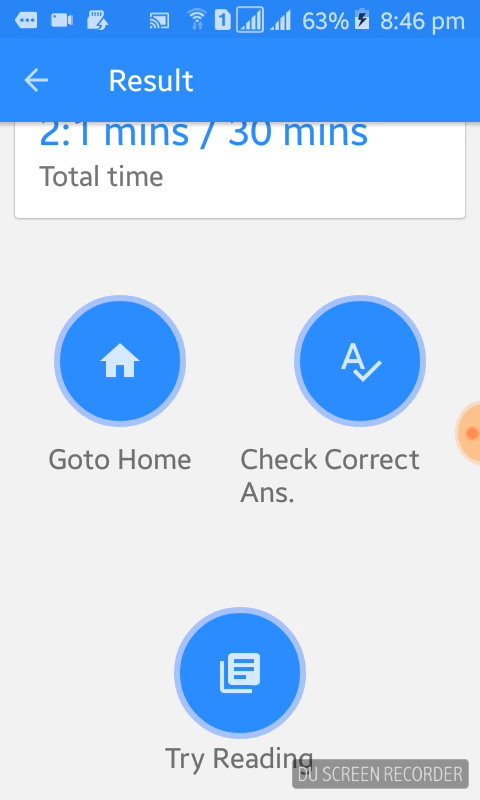 1 63% 8:46 pm
Result
2:1 mins / 30 mins
Total time
Goto Home
Check Correct
Ans.
Try Reading
DU SCREEN RECORDER